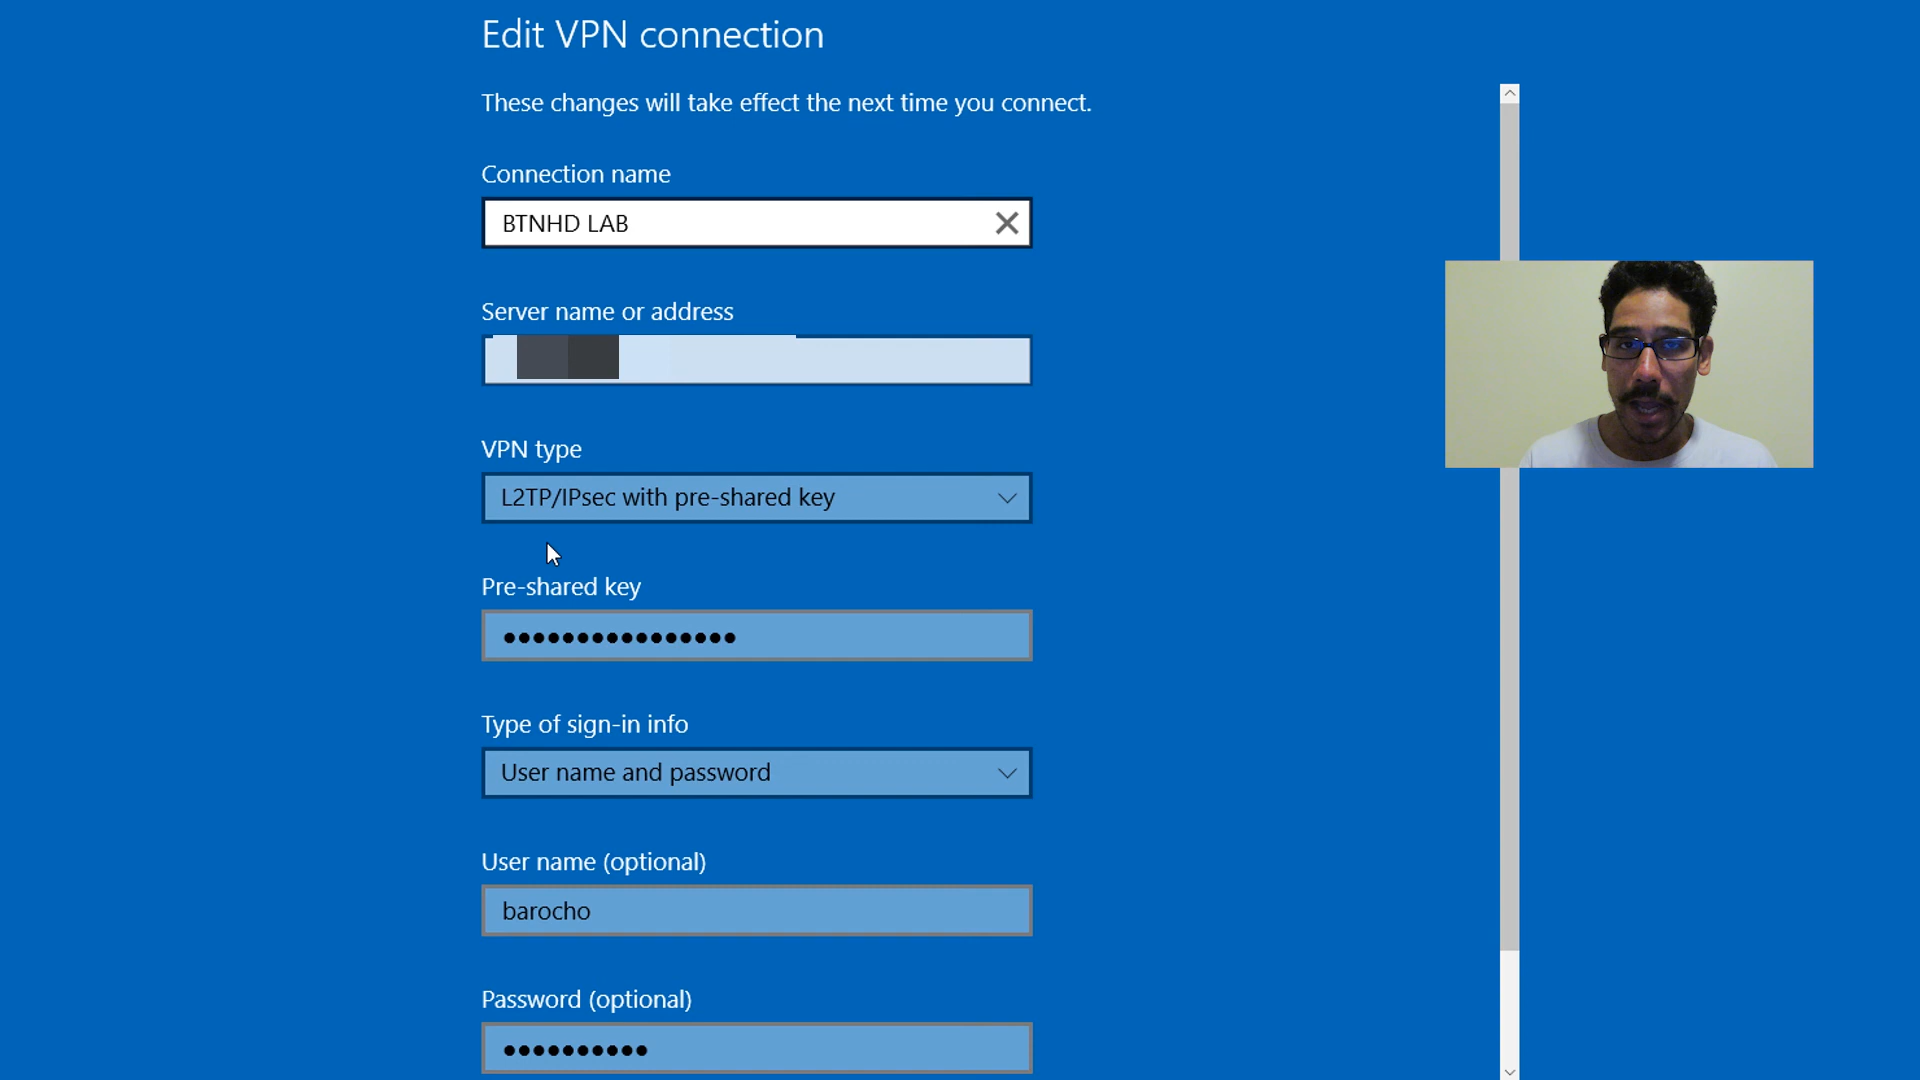 Edit VPN connection
These changes will take effect the next time you connect.
Connection name
BTNHD LAB
Server name or address
VPN type
L2TP/IPsec with pre-shared key
Pre-shared key
••••••••••••••••
Type of sign-in info
User name and password
User name (optional)
barocho
Password (optional)
••••••••••